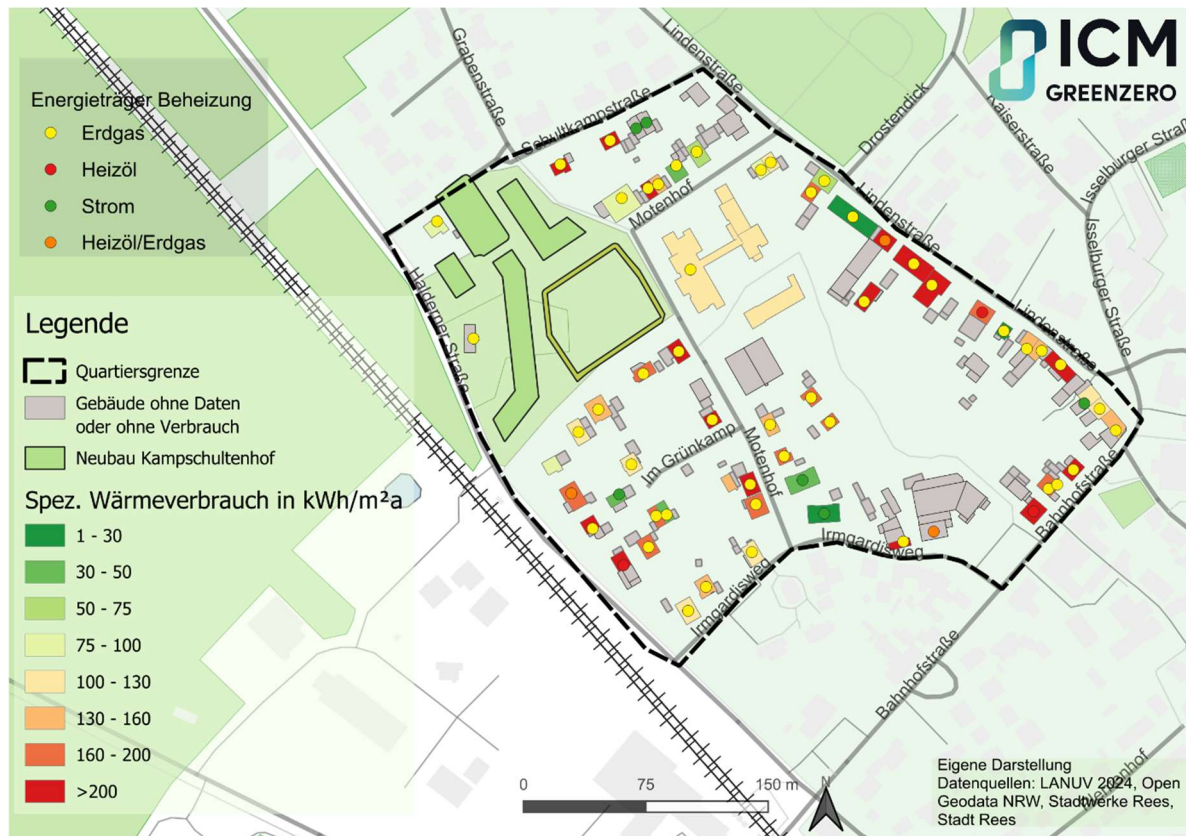 ICM
GREENZERO
Energieträger Beheizung
Erdgas
Heizöl
Strom
Heizöl/Erdgas
Legende
Quartiersgrenze
Gebäude ohne Daten
oder ohne Verbrauch
Neubau Kampschultenhof
Spez. Wärmeverbrauch in kWh/m²a
1 - 30
30 - 50
50 - 75
75 - 100
100 - 130
130 - 160
160 - 200
>200
Grabenstraße
Lindenstraße
Schultkampstraße
Drostendick
Kaiserstraße
Isselburger Straße
Motenhof
Lindenstraße
Isselburger Straße
Halderner Straße
Lindenstraße
Im Grünkamp
Motenhof
Bahnhofstraße
Irmgardisweg
Irmgardisweg
Bahnhofstraße
0 75 150 m
N
Eigene Darstellung
Datenquellen: LANUV 2024, Open
Geodata NRW, Stadtwerke Rees,
Stadt Rees